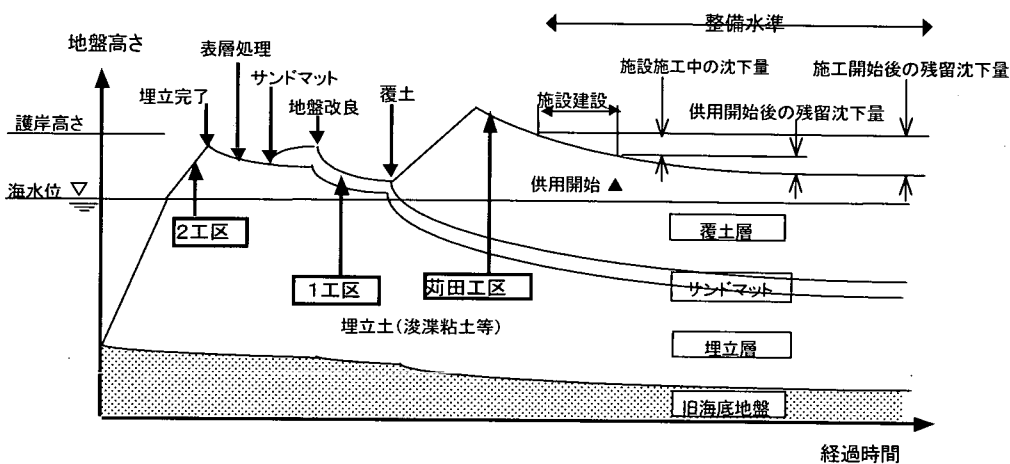 整備水準
地盤高さ
表層処理
サンドマット
施設施工中の沈下量
施工開始後の残留沈下量
埋立完了
地盤改良
覆土
施設建設
供用開始後の残留沈下量
護岸高さ
海水位
供用開始 ▲
2工区
覆土層
1工区
苅田工区
サンドマット
埋立土(浚渫粘土等)
埋立層
旧海底地盤
経過時間